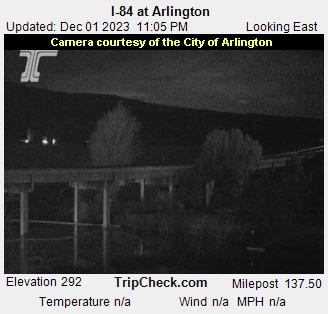 I-84 at Arlington
Updated: Dec 01 2023 11:05 PM Looking East
Camera courtesy of the City of Arlington
Elevation 292 TripCheck.com Milepost 137.50
Temperature n/a Wind n/a MPH n/a